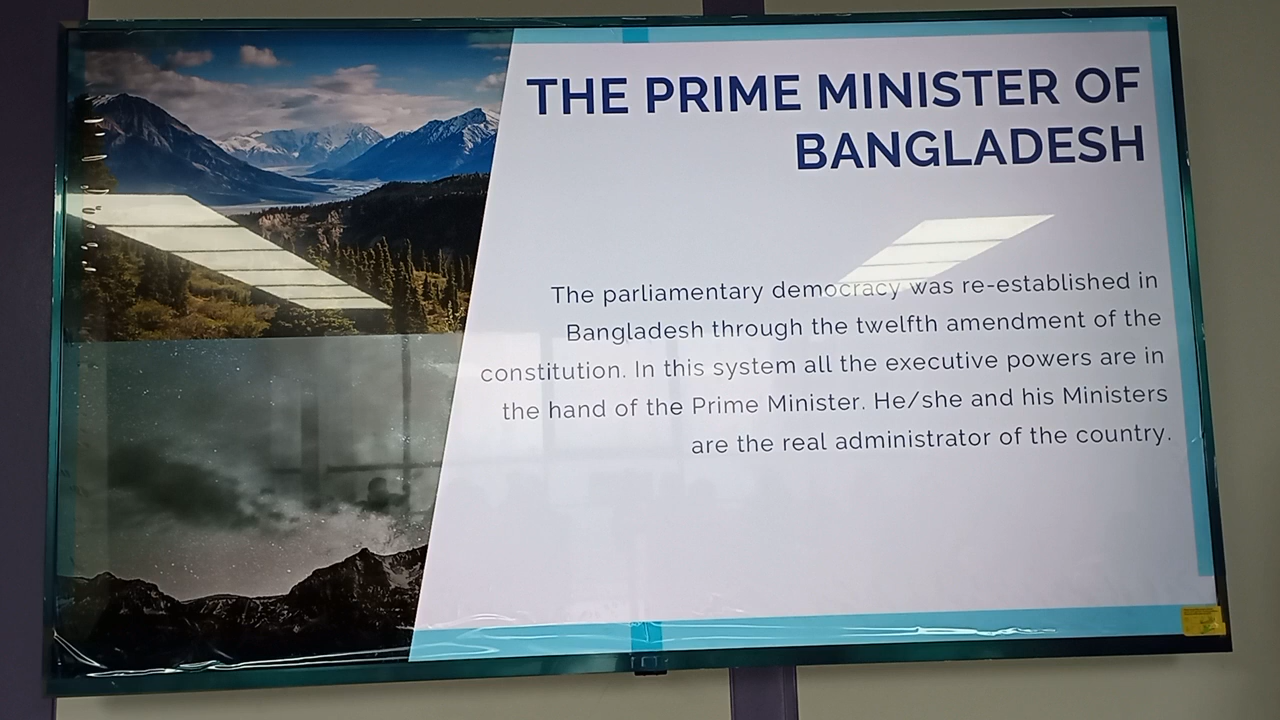 THE PRIME MINISTER OF
BANGLADESH
The parliamentary democracy was re-established in
Bangladesh through the twelfth amendment of the
constitution. In this system all the executive powers are in
the hand of the Prime Minister. He/she and his Ministers
are the real administrator of the country.